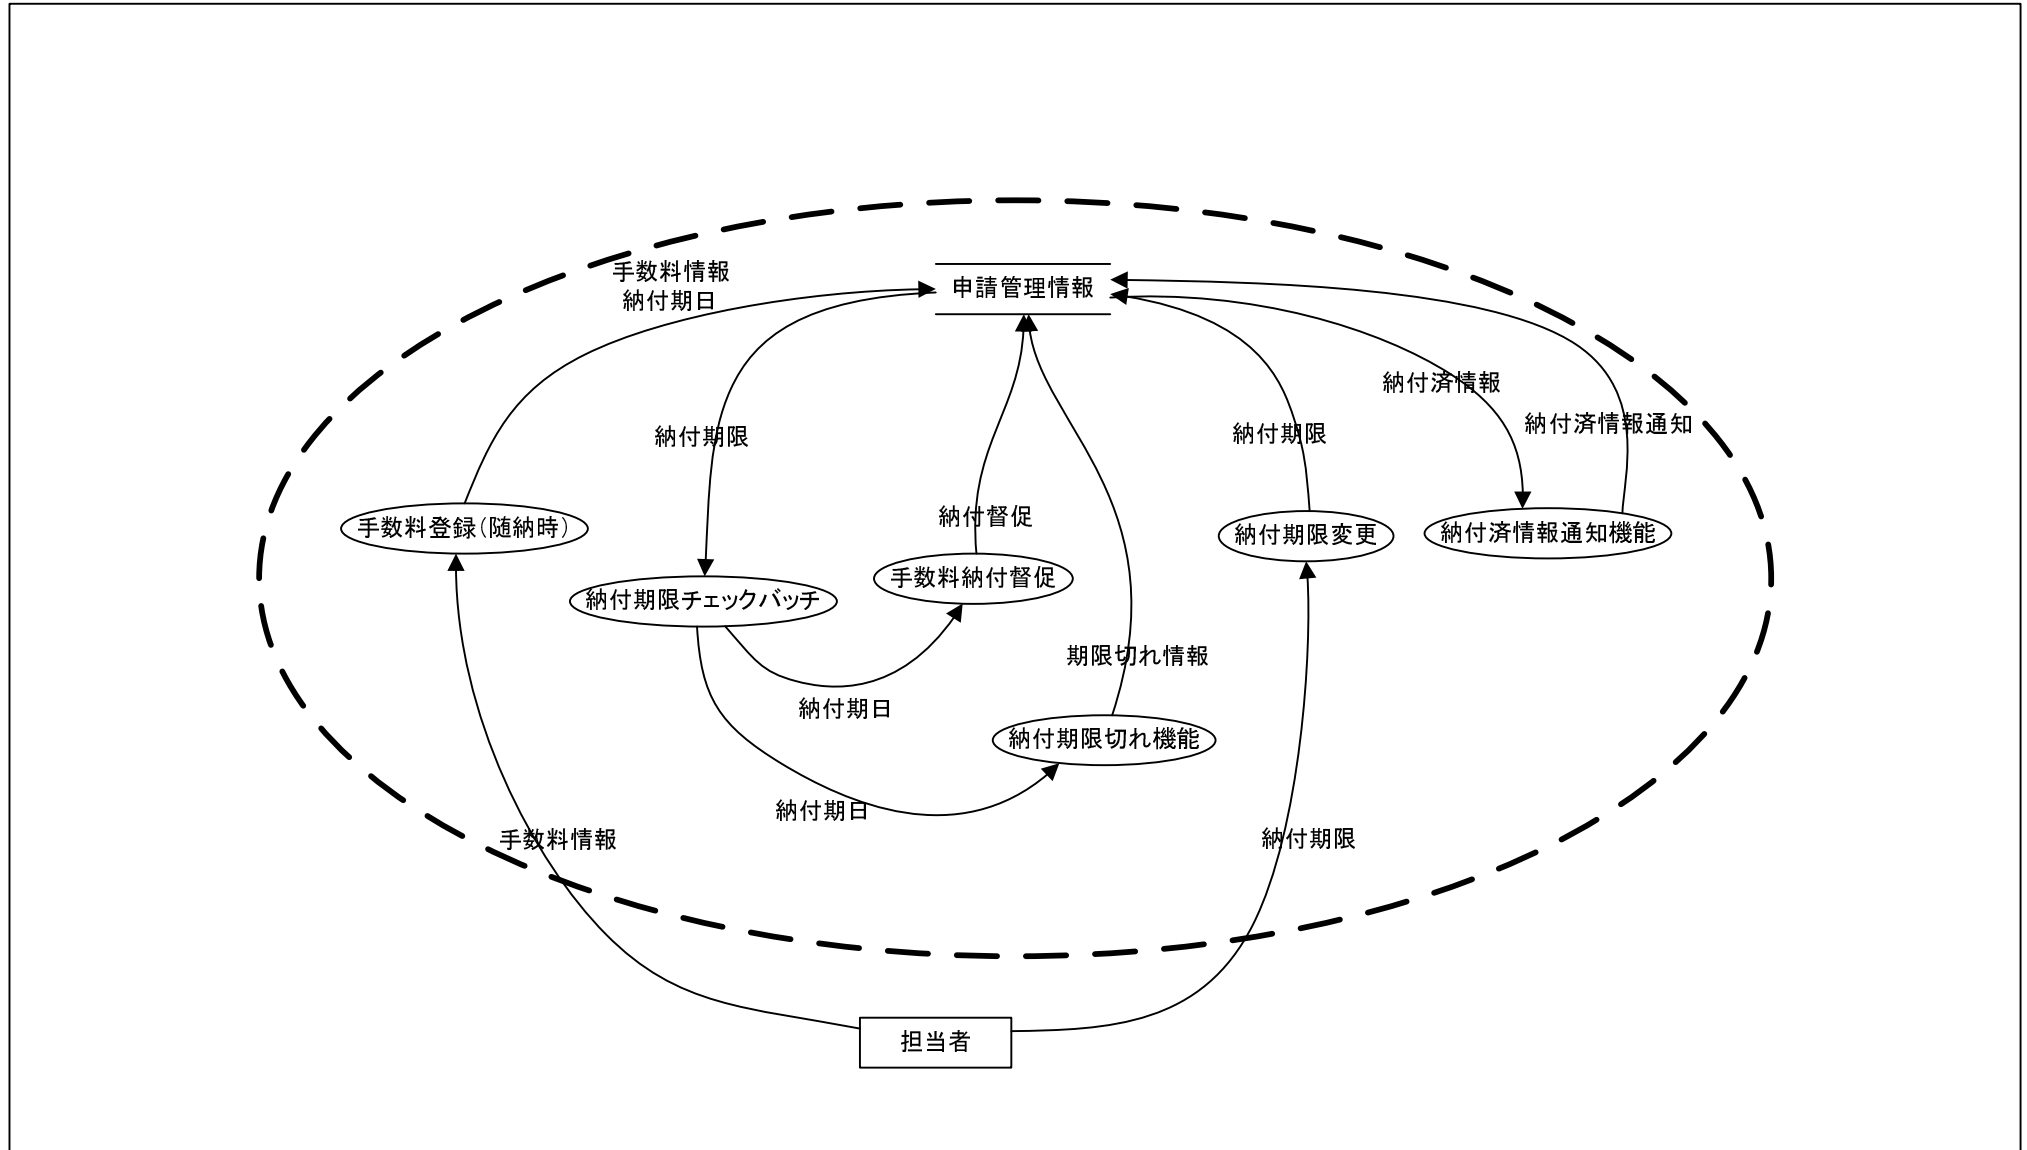 手数料情報
納付期日
申請管理情報
納付済情報
納付済情報通知
納付期限
納付期限
納付督促
手数料登録(随納時)
納付期限変更
納付済情報通知機能
手数料納付督促
納付期限チェックバッチ
期限切れ情報
納付期日
納付期限切れ機能
納付期日
手数料情報
納付期限
担当者